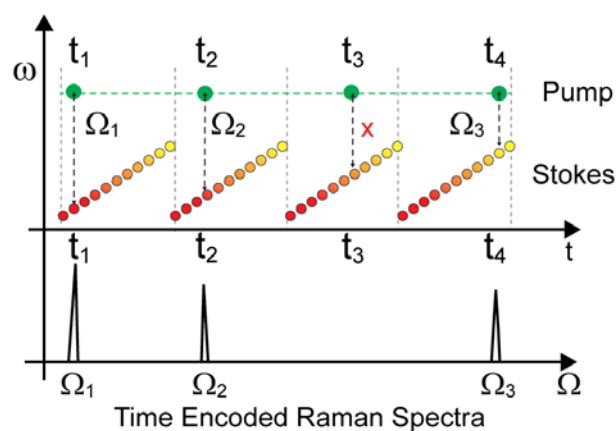 t₁ t₂ t₃ t₄
ω
Pump
Ω₁ Ω₂ x Ω₃
Stokes
t₁ t₂ t₃ t₄ t
Ω₁ Ω₂ Ω₃ Ω
Time Encoded Raman Spectra